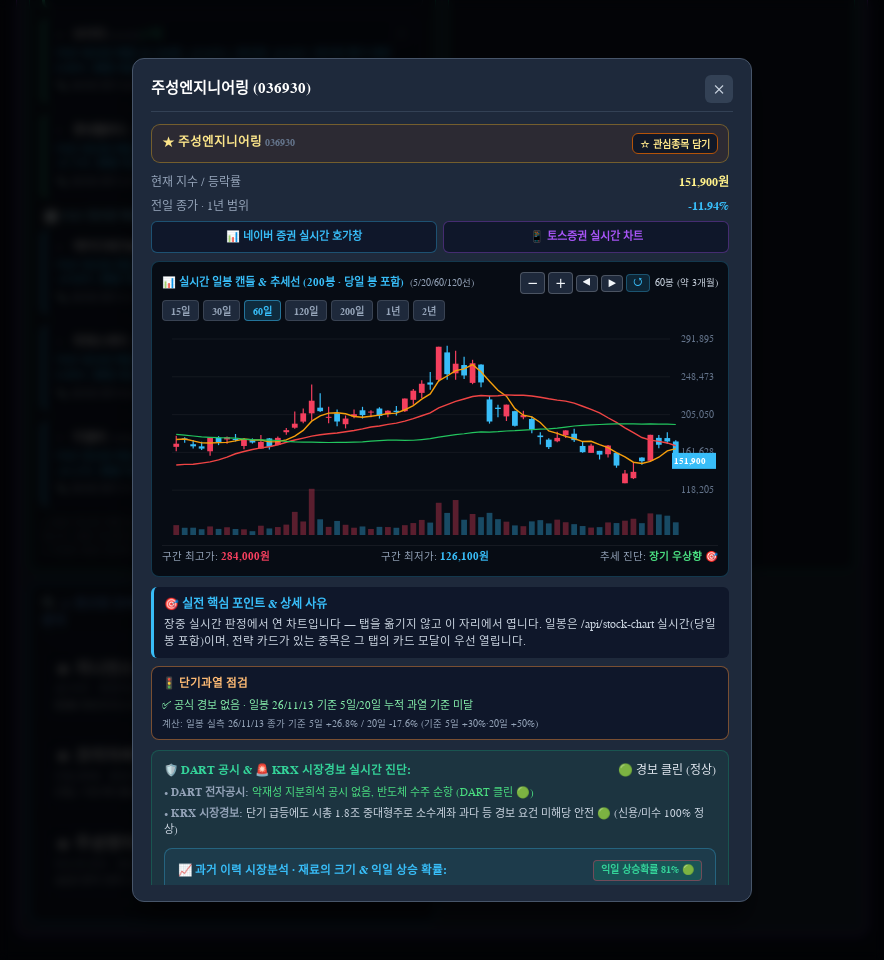 주성엔지니어링 (036930)
×
★ 주성엔지니어링 036930
☆ 관심종목 담기
현재 지수 / 등락률 151,900원
전일 종가 · 1년 범위 -11.94%
📊 네이버 증권 실시간 호가창
📱 토스증권 실시간 차트
📊 실시간 일봉 캔들 & 추세선 (200봉 · 당일 봉 포함) (5/20/60/120선)
− + ◀ ▶ ↺ 60봉 (약 3개월)
15일 30일 60일 120일 200일 1년 2년
291,895
248,473
205,050
151,900
118,205
구간 최고가: 284,000원 구간 최저가: 126,100원 추세 진단: 장기 우상향 🎯
🎯 실전 핵심 포인트 & 상세 사유
장중 실시간 판정에서 연 차트입니다 — 탭을 옮기지 않고 이 자리에서 엽니다. 일봉은 /api/stock-chart 실시간(당일
봉 포함)이며, 전략 카드가 있는 종목은 그 탭의 카드 모달이 우선 열립니다.
🚦 단기과열 점검
✅ 공식 경보 없음 · 일봉 26/11/13 기준 5일/20일 누적 과열 기준 미달
계산: 일봉 실측 26/11/13 종가 기준 5일 +26.8% / 20일 -17.6% (기준 5일 +30%·20일 +50%)
🛡️ DART 공시 & 🚨 KRX 시장경보 실시간 진단: 🟢 경보 클린 (정상)
• DART 전자공시: 악재성 지분희석 공시 없음, 반도체 수주 순항 (DART 클린 🟢)
• KRX 시장경보: 단기 급등에도 시총 1.8조 중대형주로 소수계좌 과다 등 경보 요건 미해당 안전 🟢 (신용/미수 100% 정
상)
📈 과거 이력 시장분석 · 재료의 크기 & 익일 상승 확률:
익일 상승확률 81% 🟢